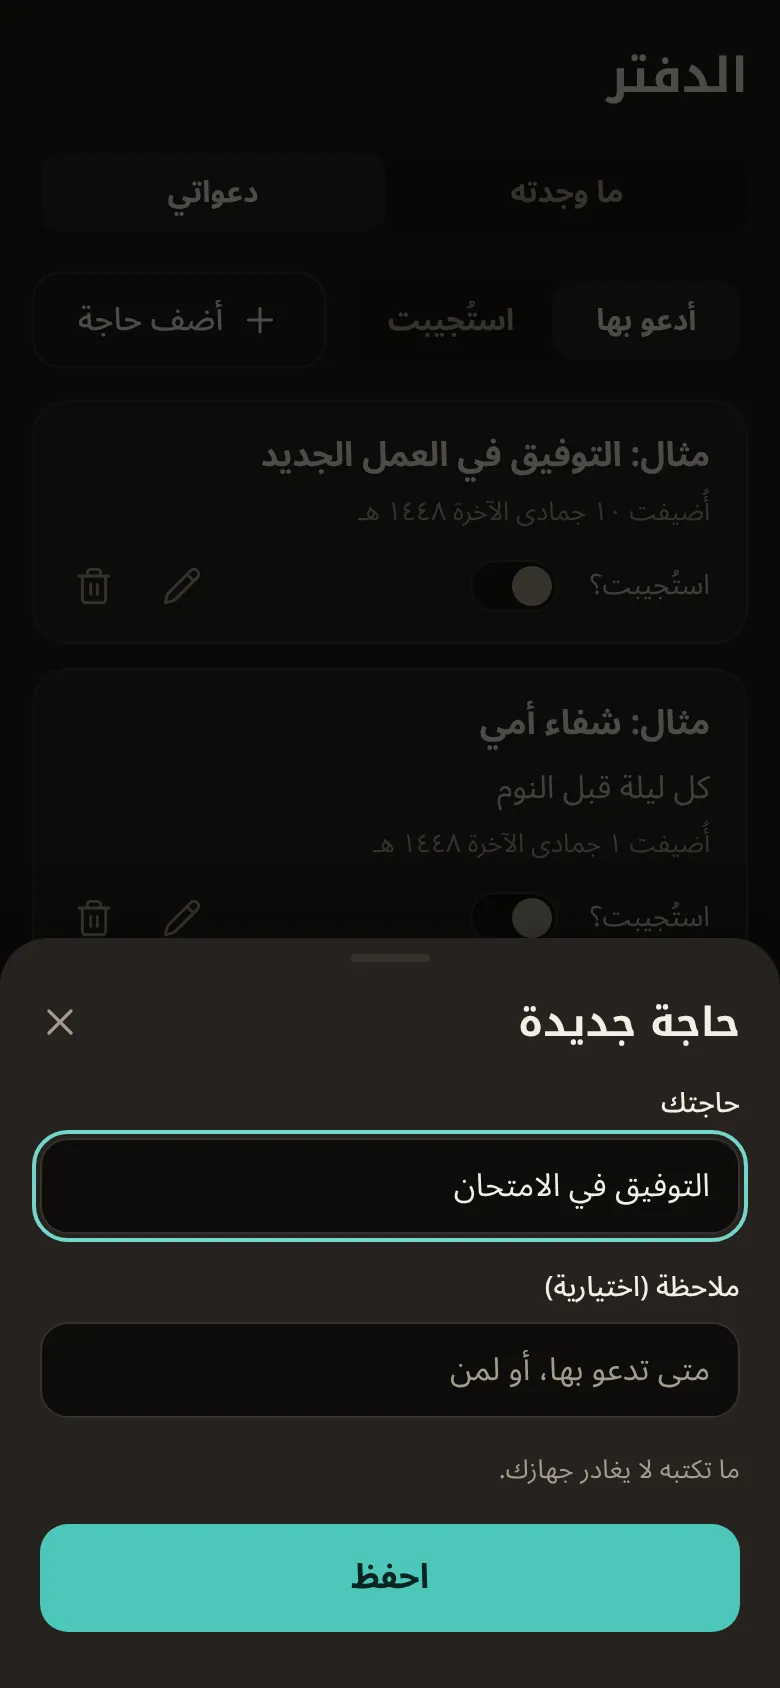 الدفتر
ما وجدته
دعواتي
أدعو بها
استُجيبت
أضف حاجة
مثال: التوفيق في العمل الجديد
أُضيفت ١٠ جمادى الآخرة ١٤٤٨ هـ
استُجيبت؟
مثال: شفاء أمي
كل ليلة قبل النوم
أُضيفت ١ جمادى الآخرة ١٤٤٨ هـ
استُجيبت؟
حاجة جديدة
حاجتك
التوفيق في الامتحان
ملاحظة (اختيارية)
متى تدعو بها، أو لمن
ما تكتبه لا يغادر جهازك.
احفظ